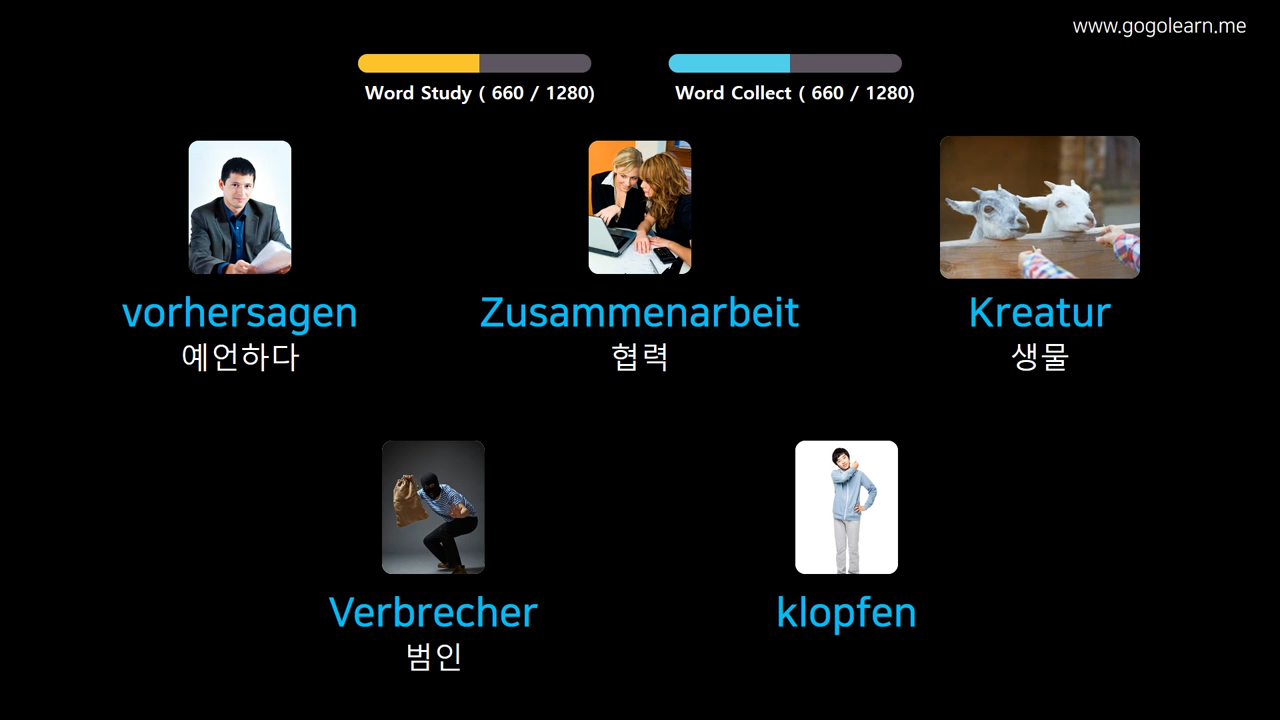 www.gogolearn.me
Word Study ( 660 / 1280)
Word Collect ( 660 / 1280)
vorhersagen
예언하다
Zusammenarbeit
협력
Kreatur
생물
Verbrecher
범인
klopfen